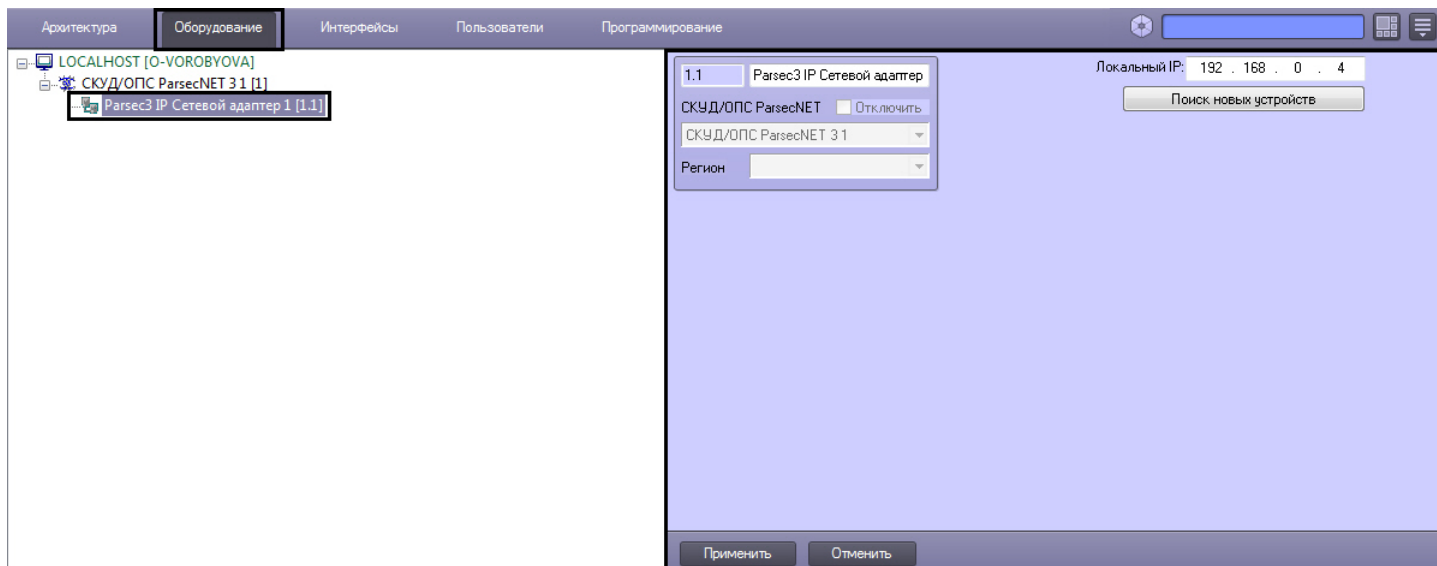 Архитектура Оборудование Интерфейсы Пользователи Программирование
LOCALHOST [O-VOROBYOVA]
СКУД/ОПС ParsecNET 3 1 [1]
Parsec3 IP Сетевой адаптер 1 [1.1]
1.1 Parsec3 IP Сетевой адаптер
СКУД/ОПС ParsecNET Отключить
СКУД/ОПС ParsecNET 3 1
Регион
Локальный IP: 192 . 168 . 0 . 4
Поиск новых устройств
Применить Отменить